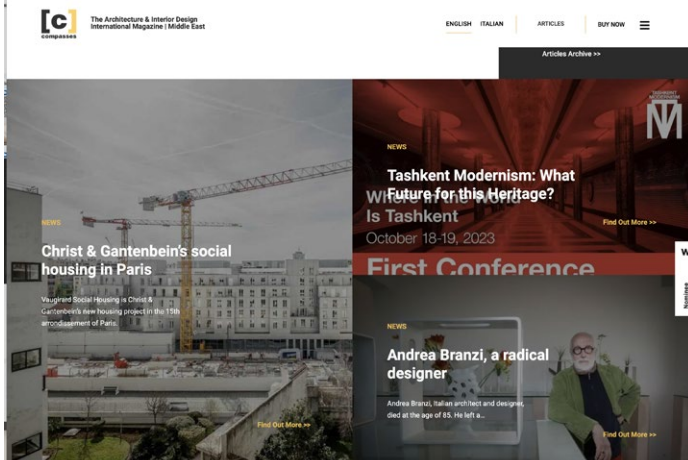 [c]
compasses
The Architecture & Interior Design
International Magazine | Middle East
ENGLISH ITALIAN ARTICLES BUY NOW
Articles Archive >>
NEWS
Christ & Gantenbein's social
housing in Paris
Vaugirard Social Housing is Christ &
Gantenbein's new housing project in the 15th
arrondissement of Paris.
Find Out More >>
TASHKENT
MODERNISM
NEWS
Tashkent Modernism: What
Future for this Heritage?
Where in the World
Is Tashkent
October 18-19, 2023
First Conference
Find Out More >>
NEWS
Andrea Branzi, a radical
designer
Andrea Branzi, Italian architect and designer,
died at the age of 85. He left a...
Find Out More >>
W
Nominee